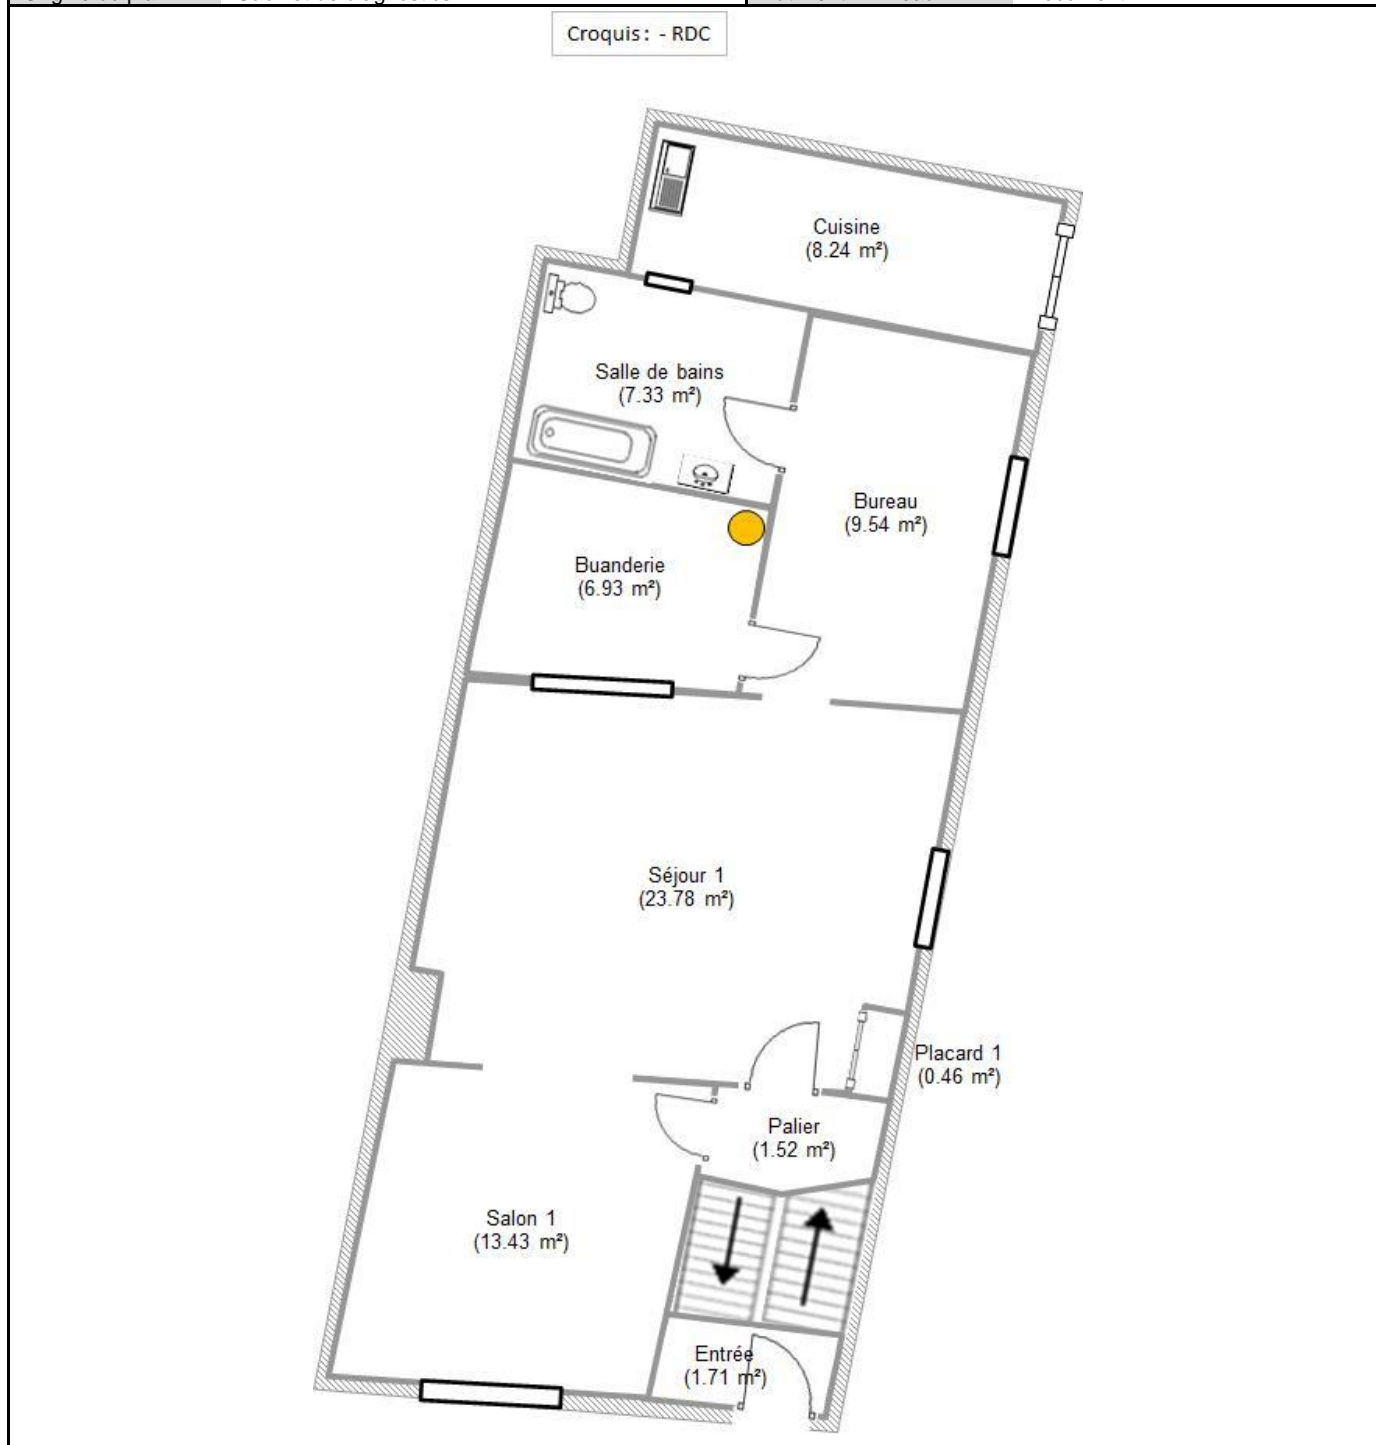 Croquis: - RDC
Cuisine
(8.24 m²)
Salle de bains
(7.33 m²)
Bureau
(9.54 m²)
Buanderie
(6.93 m²)
Séjour 1
(23.78 m²)
Placard 1
(0.46 m²)
Palier
(1.52 m²)
Salon 1
(13.43 m²)
Entrée
(1.71 m²)